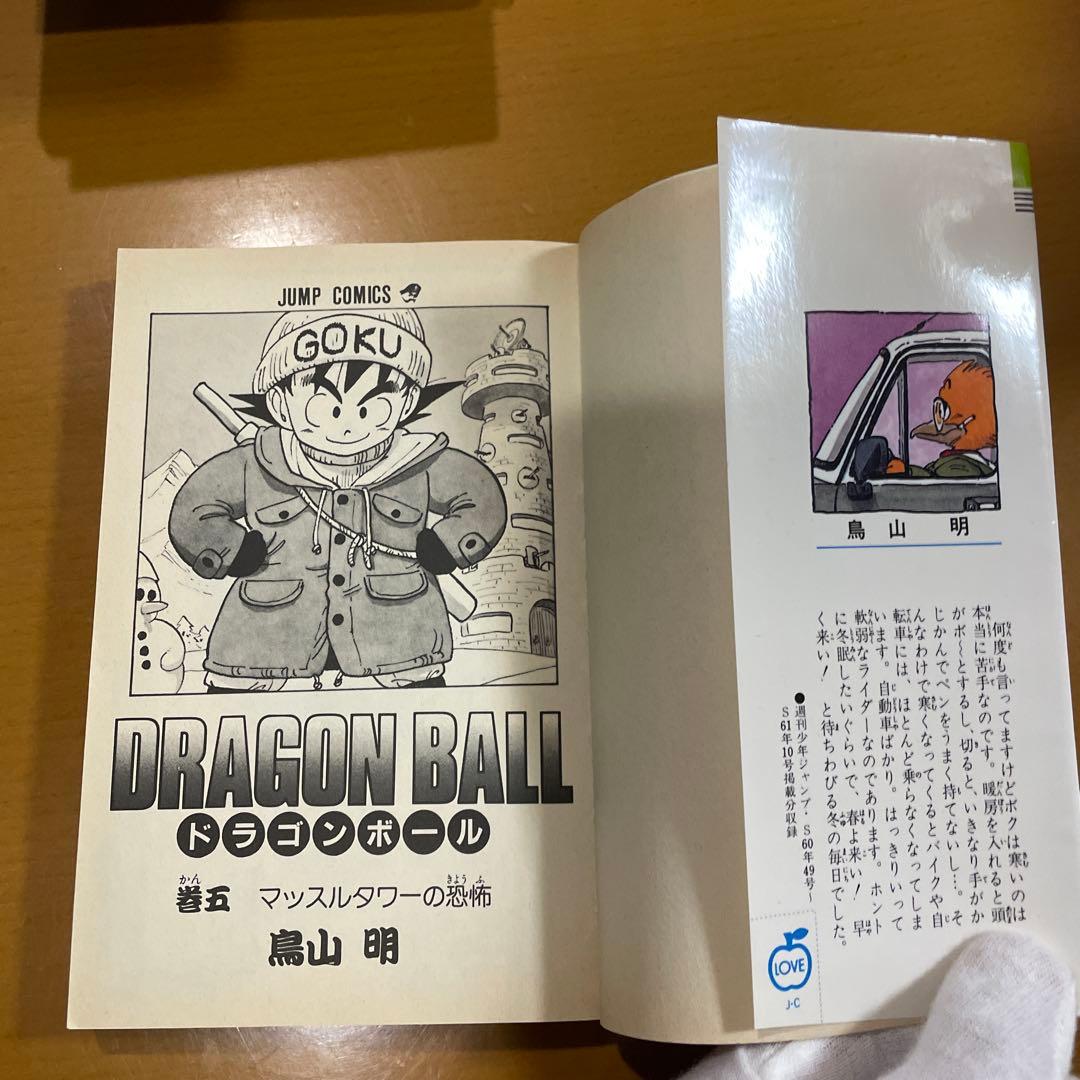 JUMP COMICS
GOKU
DRAGON BALL
ドラゴンボール
巻五 マッスルタワーの恐怖
鳥山 明
鳥山 明
何度も言ってますけどボクは寒いのは
本当に苦手なのです。暖房を入れると頭
がボ〜とするし、切ると、いきなり手がか
じかんでペンをうまく持てないし…。そ
んなわけで寒くなってくるとバイクや自
転車には、ほとんど乗らなくなってしま
います。自動車ばかり。はっきりいって
軟弱なライダーなのであります。ホント
に冬眠したいぐらいで、春よ来い！早
く来い！と待ちわびる冬の毎日でした。
●週刊少年ジャンプ・S60年49号〜
S61年10号掲載分収録
LOVE
J・C